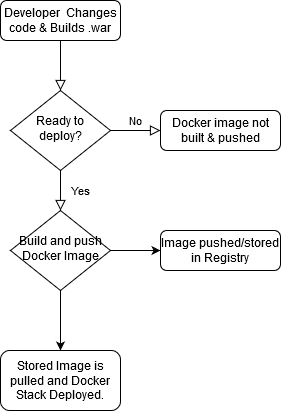 Developer Changes
code & Builds .war
Ready to
deploy?
No
Docker image not
built & pushed
Yes
Build and push
Docker Image
Image pushed/stored
in Registry
Stored Image is
pulled and Docker
Stack Deployed.